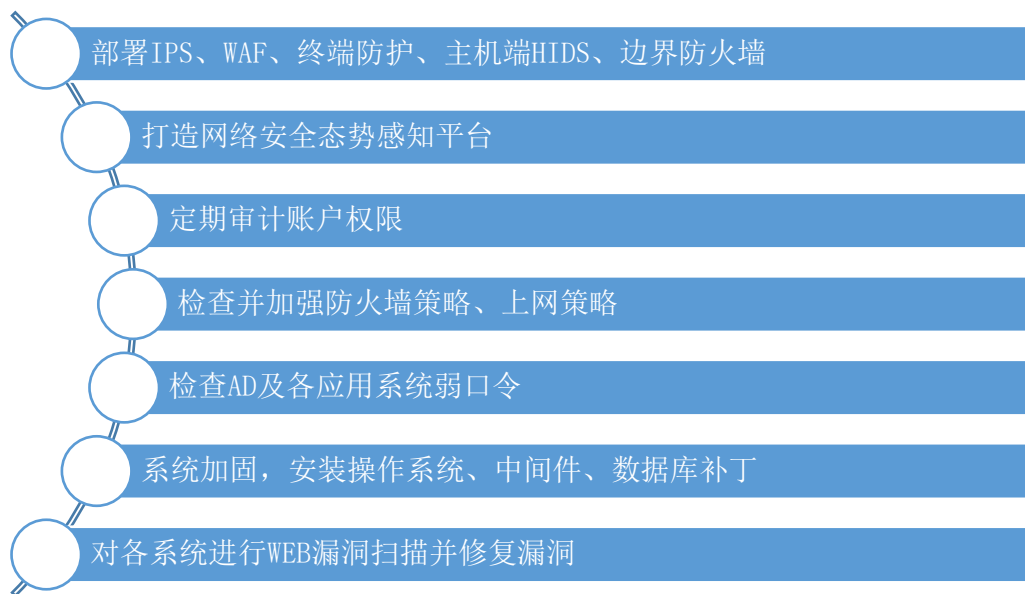 部署IPS、WAF、终端防护、主机端HIDS、边界防火墙
打造网络安全态势感知平台
定期审计账户权限
检查并加强防火墙策略、上网策略
检查AD及各应用系统弱口令
系统加固，安装操作系统、中间件、数据库补丁
对各系统进行WEB漏洞扫描并修复漏洞